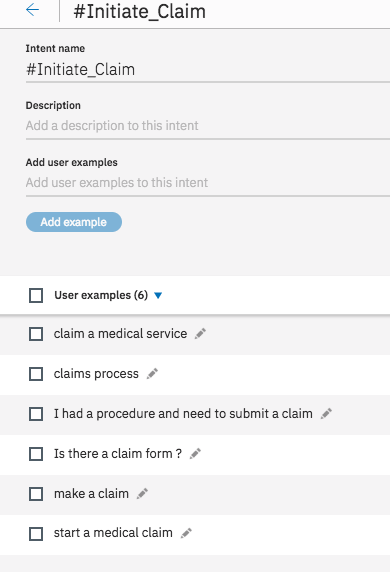 #Initiate_Claim
Intent name
#Initiate_Claim
Description
Add a description to this intent
Add user examples
Add user examples to this intent
Add example
User examples (6)
claim a medical service
claims process
I had a procedure and need to submit a claim
Is there a claim form ?
make a claim
start a medical claim